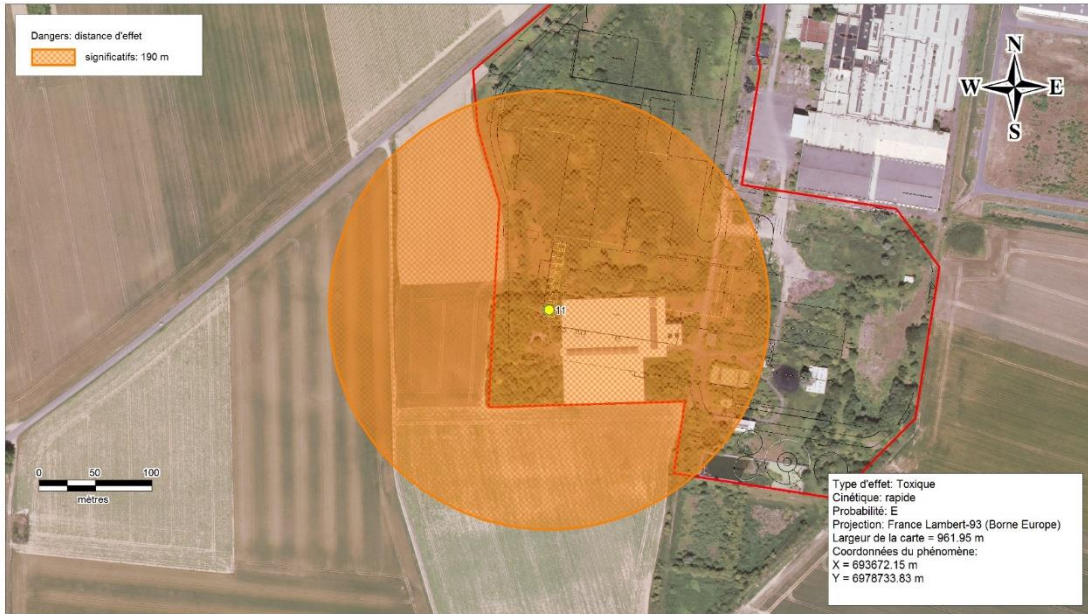 Dangers: distance d'effet
significatifs: 190 m
N
W
E
S
11
0 50 100
mètres
Type d'effet: Toxique
Cinétique: rapide
Probabilité: E
Projection: France Lambert-93 (Borne Europe)
Largeur de la carte = 961.95 m
Coordonnées du phénomène:
X = 693672.15 m
Y = 6978733.83 m